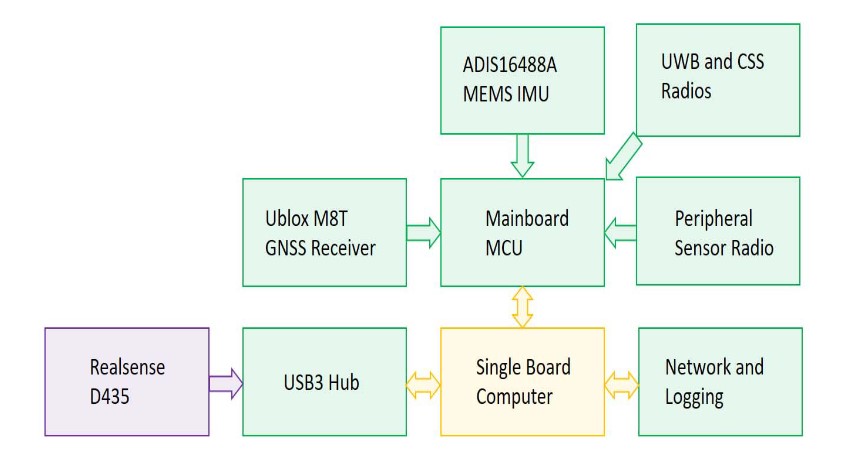 ADIS16488A
MEMS IMU
UWB and CSS
Radios
Ublox M8T
GNSS Receiver
Mainboard
MCU
Peripheral
Sensor Radio
Realsense
D435
USB3 Hub
Single Board
Computer
Network and
Logging